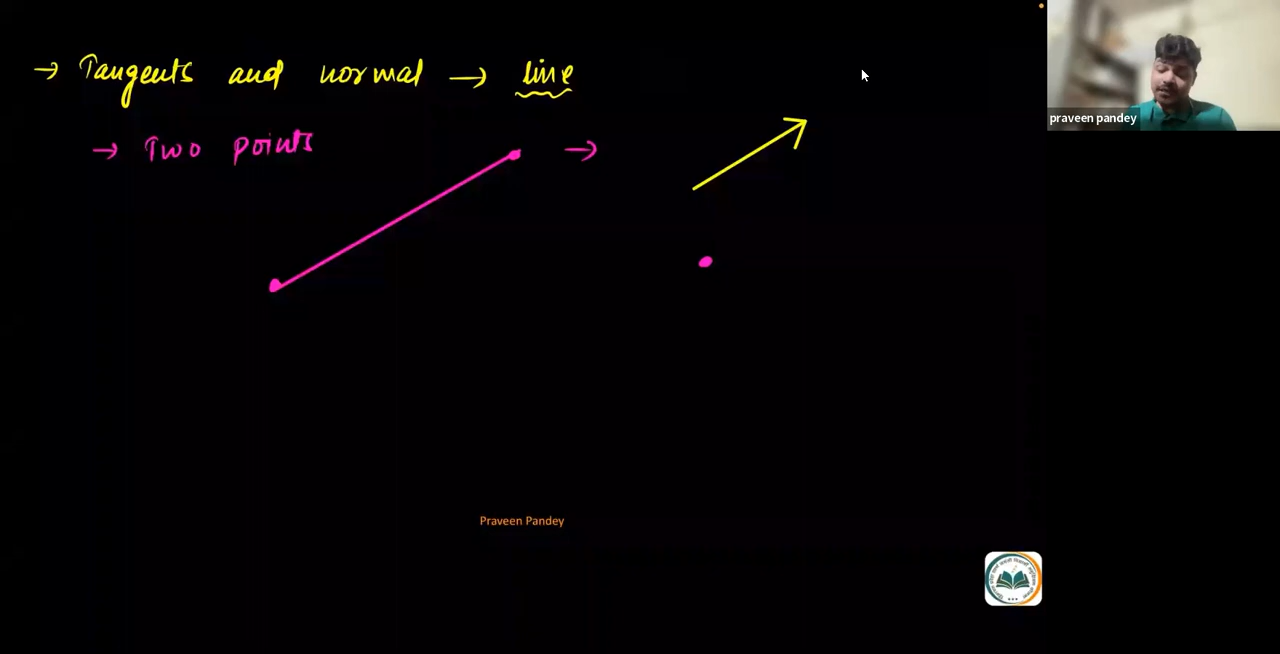 → Tangents and normal → line
→ Two points →
praveen pandey
Praveen Pandey